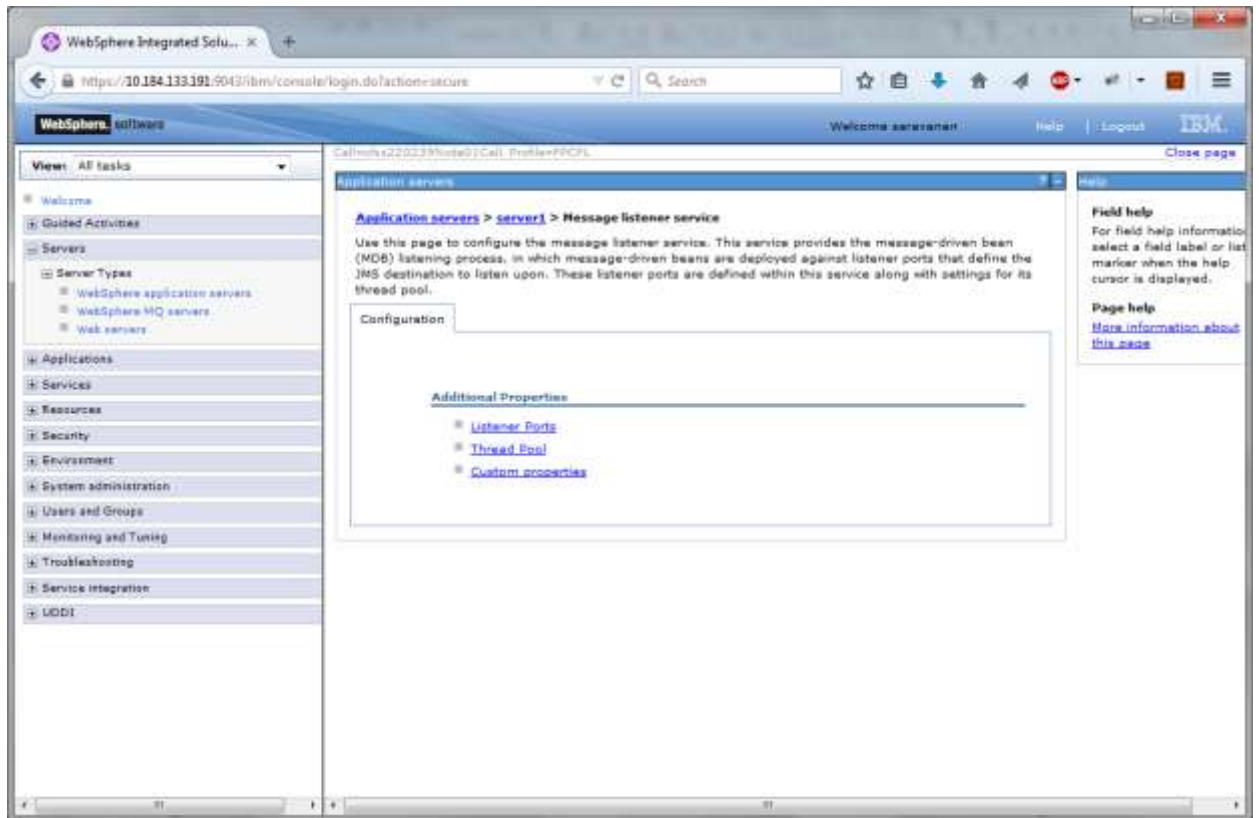 WebSphere Integrated Solu... × +
https://10.184.133.191:9043/ibm/console/login.do?action=secure
Search
WebSphere. software
Welcome saravanan Help | Logout IBM.
View: All tasks
Welcome
Guided Activities
Servers
Server Types
WebSphere application servers
WebSphere MQ servers
Web servers
Applications
Services
Resources
Security
Environment
System administration
Users and Groups
Monitoring and Tuning
Troubleshooting
Service integration
UDDI
Close page
Application servers
Application servers > server1 > Message listener service
Use this page to configure the message listener service. This service provides the message-driven bean
(MDB) listening process, in which message-driven beans are deployed against listener ports that define the
JMS destination to listen upon. These listener ports are defined within this service along with settings for its
thread pool.
Configuration
Additional Properties
Listener Ports
Thread Pool
Custom properties
Help
Field help
For field help informatio
select a field label or list
marker when the help
cursor is displayed.
Page help
More information about
this page